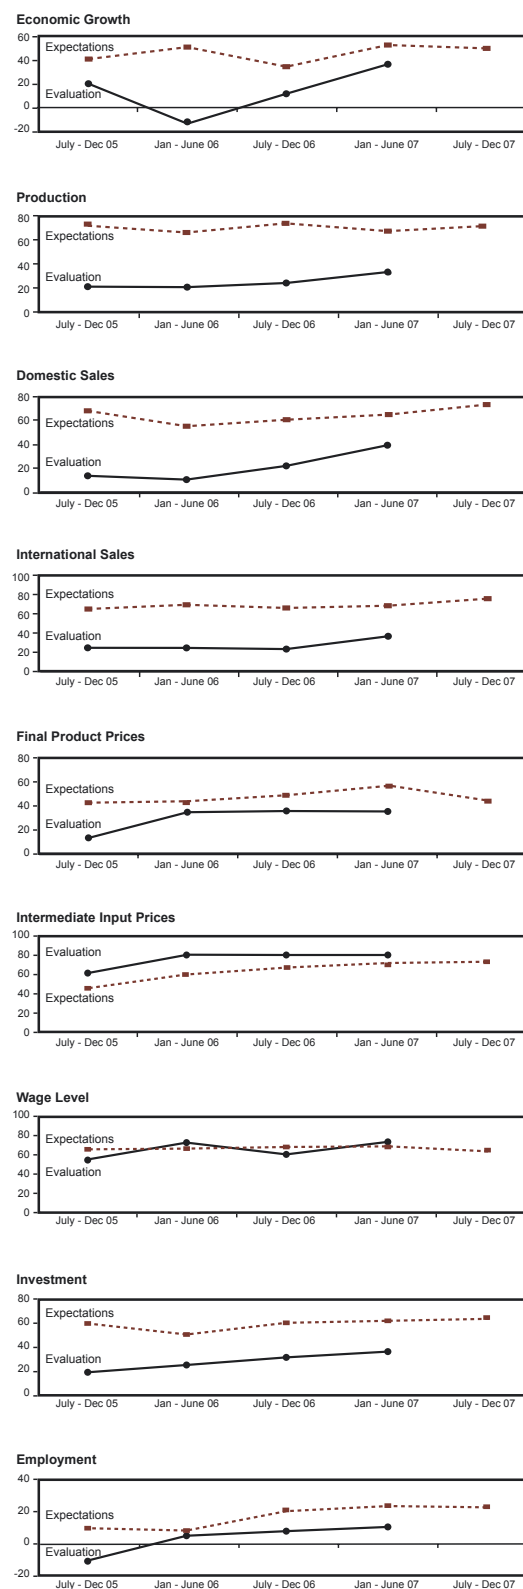 Economic Growth
60
Expectations
40
20
Evaluation
0
-20
July - Dec 05 Jan - June 06 July - Dec 06 Jan - June 07 July - Dec 07
Production
80
Expectations
60
40
Evaluation
20
0
July - Dec 05 Jan - June 06 July - Dec 06 Jan - June 07 July - Dec 07
Domestic Sales
80
60
Expectations
40
Evaluation
20
0
July - Dec 05 Jan - June 06 July - Dec 06 Jan - June 07 July - Dec 07
International Sales
100
80
Expectations
60
40
Evaluation
20
0
July - Dec 05 Jan - June 06 July - Dec 06 Jan - June 07 July - Dec 07
Final Product Prices
80
60
Expectations
40
Evaluation
20
0
July - Dec 05 Jan - June 06 July - Dec 06 Jan - June 07 July - Dec 07
Intermediate Input Prices
100
Evaluation
80
60
40
Expectations
20
0
July - Dec 05 Jan - June 06 July - Dec 06 Jan - June 07 July - Dec 07
Wage Level
100
80
Expectations
60
40
Evaluation
20
0
July - Dec 05 Jan - June 06 July - Dec 06 Jan - June 07 July - Dec 07
Investment
80
Expectations
60
40
Evaluation
20
0
July - Dec 05 Jan - June 06 July - Dec 06 Jan - June 07 July - Dec 07
Employment
40
20
Expectations
0
Evaluation
-20
July - Dec 05 Jan - June 06 July - Dec 06 Jan - June 07 July - Dec 07